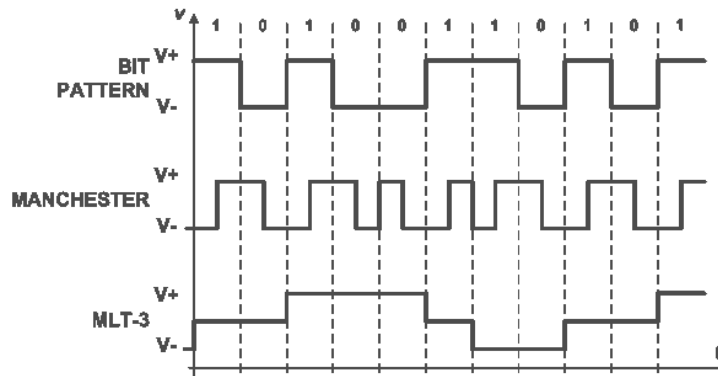 v
1 0 1 0 0 1 1 0 1 0 1
V+
BIT
PATTERN
V-
V+
MANCHESTER
V-
V+
MLT-3
V-
t